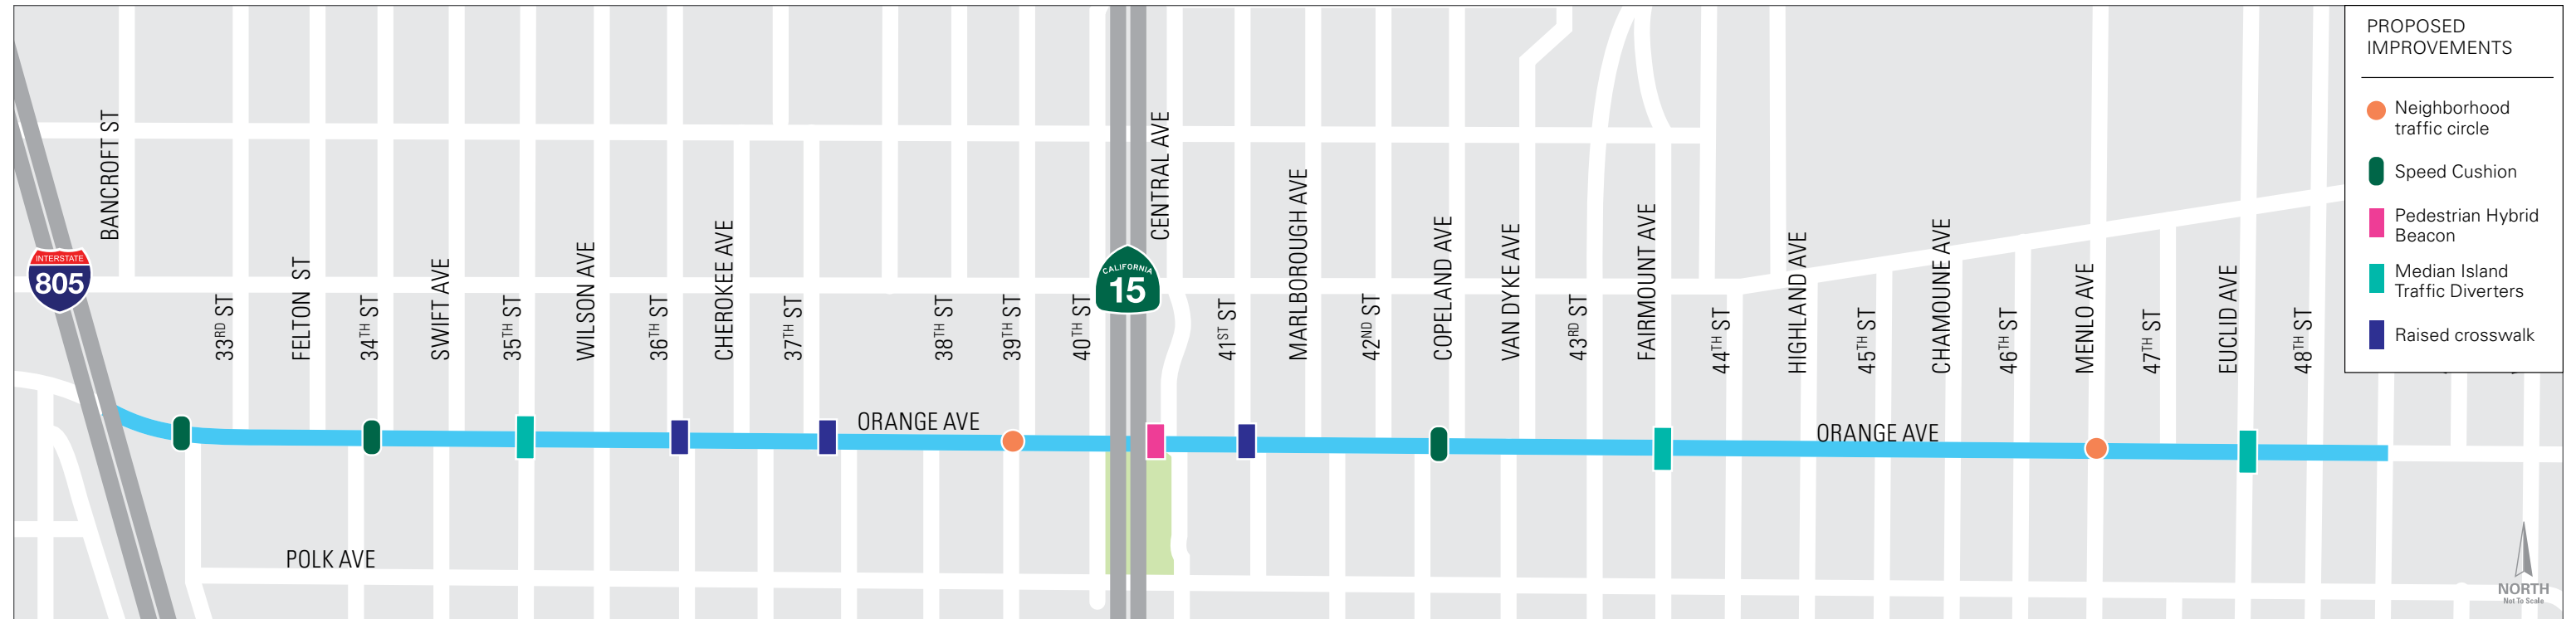 PROPOSED
IMPROVEMENTS
Neighborhood
traffic circle
Speed Cushion
Pedestrian Hybrid
Beacon
Median Island
Traffic Diverters
Raised crosswalk
INTERSTATE
805
BANCROFT ST
33RD ST
FELTON ST
34TH ST
SWIFT AVE
35TH ST
WILSON AVE
36TH ST
CHEROKEE AVE
37TH ST
38TH ST
39TH ST
40TH ST
CALIFORNIA
15
CENTRAL AVE
41ST ST
MARLBOROUGH AVE
42ND ST
COPELAND AVE
VAN DYKE AVE
43RD ST
FAIRMOUNT AVE
44TH ST
HIGHLAND AVE
45TH ST
CHAMOUNE AVE
46TH ST
MENLO AVE
47TH ST
EUCLID AVE
48TH ST
ORANGE AVE
ORANGE AVE
POLK AVE
NORTH
Not To Scale